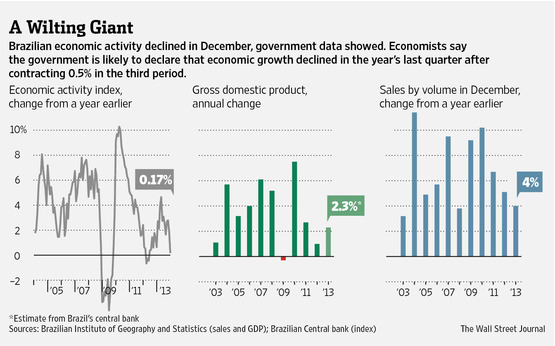 A Wilting Giant
Brazilian economic activity declined in December, government data showed. Economists say
the government is likely to declare that economic growth declined in the year's last quarter after
contracting 0.5% in the third period.
Economic activity index,
change from a year earlier
10%
8
6
4
2
0
–2
0.17%
'05
'07
'09
'11
'13
Gross domestic product,
annual change
2.3%*
'03
'05
'07
'09
'11
'13
Sales by volume in December,
change from a year earlier
4%
'03
'05
'07
'09
'11
'13
*Estimate from Brazil's central bank
Sources: Brazilian Instituto of Geography and Statistics (sales and GDP); Brazilian Central bank (index)
The Wall Street Journal